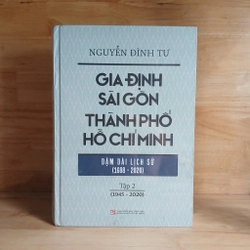 NGUYỄN ĐÌNH TƯ
GIA ĐỊNH
SÀI GÒN
THÀNH PHỐ
HỒ CHÍ MINH
DẶM DÀI LỊCH SỬ
(1698 - 2020)
Tập 2
(1945 - 2020)